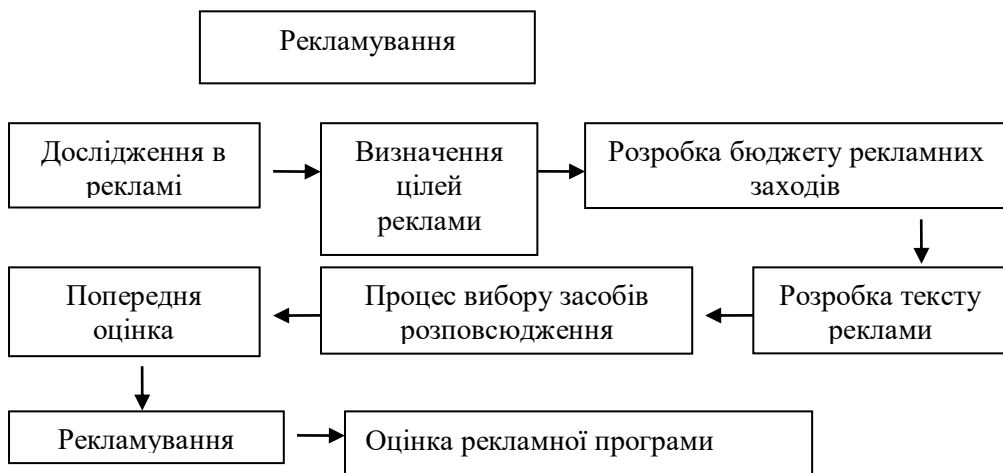 Рекламування
Дослідження в
рекламі
Визначення
цілей
реклами
Розробка бюджету рекламних
заходів
Попередня
оцінка
Процес вибору засобів
розповсюдження
Розробка тексту
реклами
Рекламування
Оцінка рекламної програми